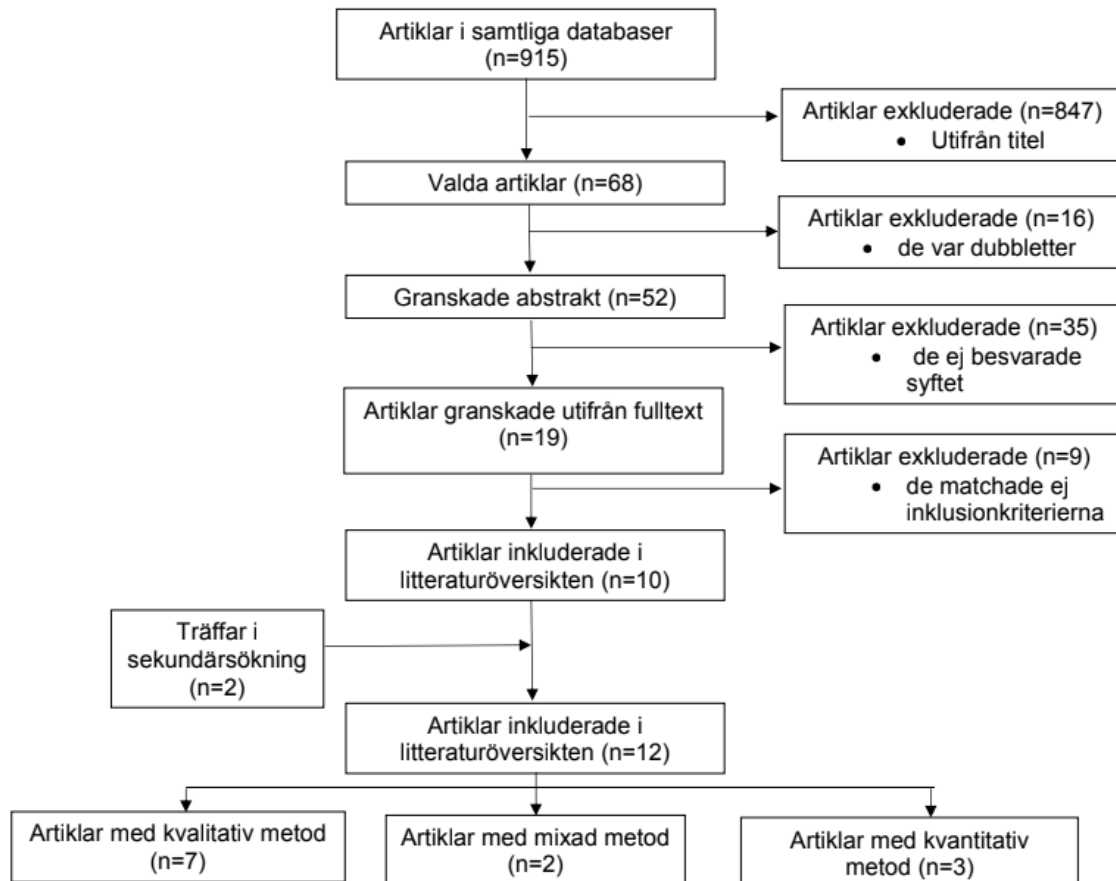 Artiklar i samtliga databaser
(n=915)
Artiklar exkluderade (n=847)
• Utifrån titel
Valda artiklar (n=68)
Artiklar exkluderade (n=16)
• de var dubbletter
Granskade abstrakt (n=52)
Artiklar exkluderade (n=35)
• de ej besvarade
syftet
Artiklar granskade utifrån fulltext
(n=19)
Artiklar exkluderade (n=9)
• de matchade ej
inklusionkriterierna
Artiklar inkluderade i
litteraturöversikten (n=10)
Träffar i
sekundärsökning
(n=2)
Artiklar inkluderade i
litteraturöversikten (n=12)
Artiklar med kvalitativ metod
(n=7)
Artiklar med mixad metod
(n=2)
Artiklar med kvantitativ
metod (n=3)